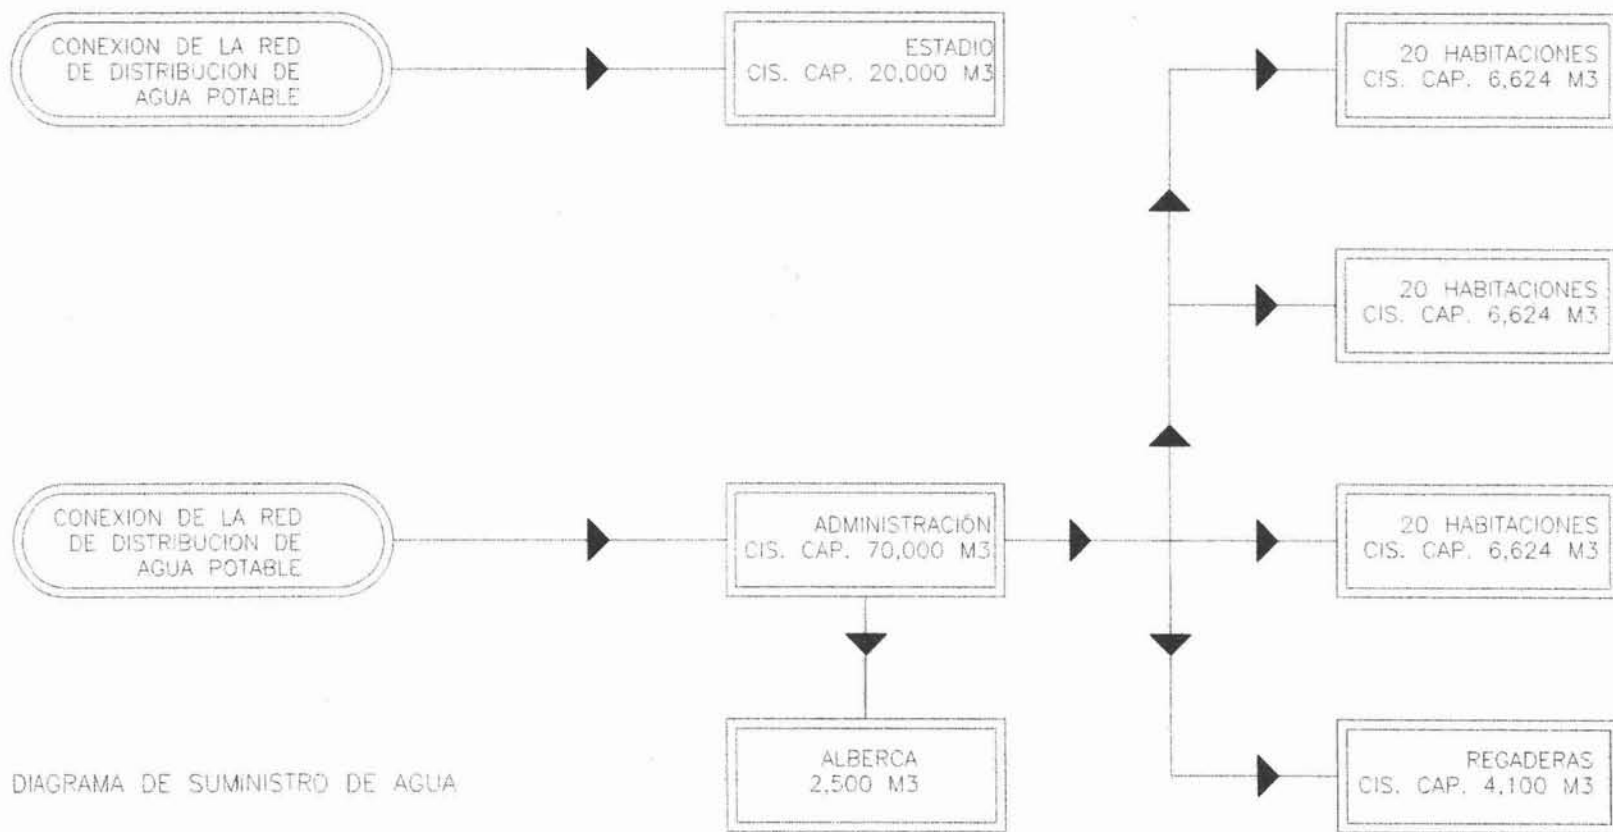 CONEXION DE LA RED
DE DISTRIBUCION DE
AGUA POTABLE
ESTADIO
CIS. CAP. 20,000 M3
20 HABITACIONES
CIS. CAP. 6,624 M3
20 HABITACIONES
CIS. CAP. 6,624 M3
CONEXION DE LA RED
DE DISTRIBUCION DE
AGUA POTABLE
ADMINISTRACIÓN
CIS. CAP. 70,000 M3
20 HABITACIONES
CIS. CAP. 6,624 M3
ALBERCA
2,500 M3
REGADERAS
CIS. CAP. 4,100 M3
DIAGRAMA DE SUMINISTRO DE AGUA